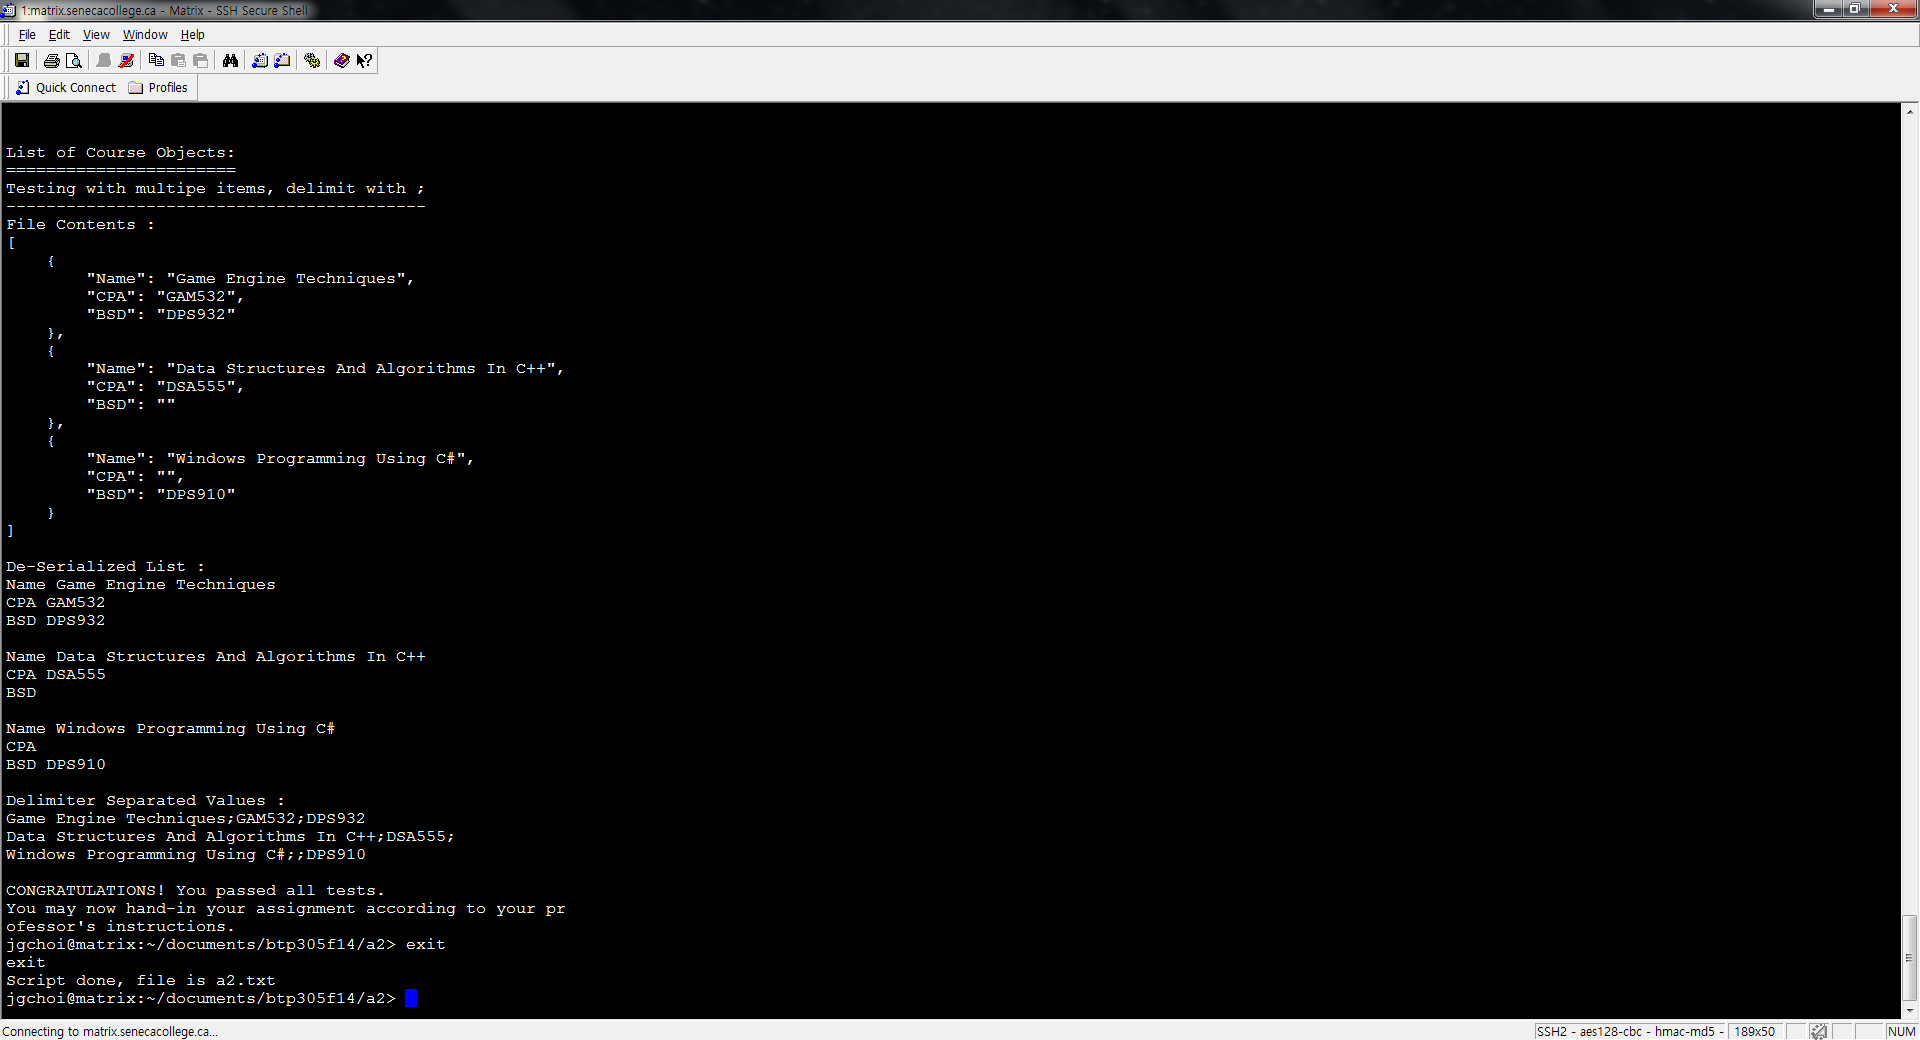 1:matrix.senecacollege.ca - Matrix - SSH Secure Shell
File Edit View Window Help
Quick Connect Profiles
List of Course Objects:
=======================
Testing with multipe items, delimit with ;
------------------------------------------
File Contents :
[
    {
        "Name": "Game Engine Techniques",
        "CPA": "GAM532",
        "BSD": "DPS932"
    },
    {
        "Name": "Data Structures And Algorithms In C++",
        "CPA": "DSA555",
        "BSD": ""
    },
    {
        "Name": "Windows Programming Using C#",
        "CPA": "",
        "BSD": "DPS910"
    }
]
De-Serialized List :
Name Game Engine Techniques
CPA GAM532
BSD DPS932
Name Data Structures And Algorithms In C++
CPA DSA555
BSD
Name Windows Programming Using C#
CPA
BSD DPS910
Delimiter Separated Values :
Game Engine Techniques;GAM532;DPS932
Data Structures And Algorithms In C++;DSA555;
Windows Programming Using C#;;DPS910
CONGRATULATIONS! You passed all tests.
You may now hand-in your assignment according to your pr
ofessor's instructions.
jgchoi@matrix:~/documents/btp305f14/a2> exit
exit
Script done, file is a2.txt
jgchoi@matrix:~/documents/btp305f14/a2>
Connecting to matrix.senecacollege.ca... SSH2 - aes128-cbc - hmac-md5 - 189x50 NUM